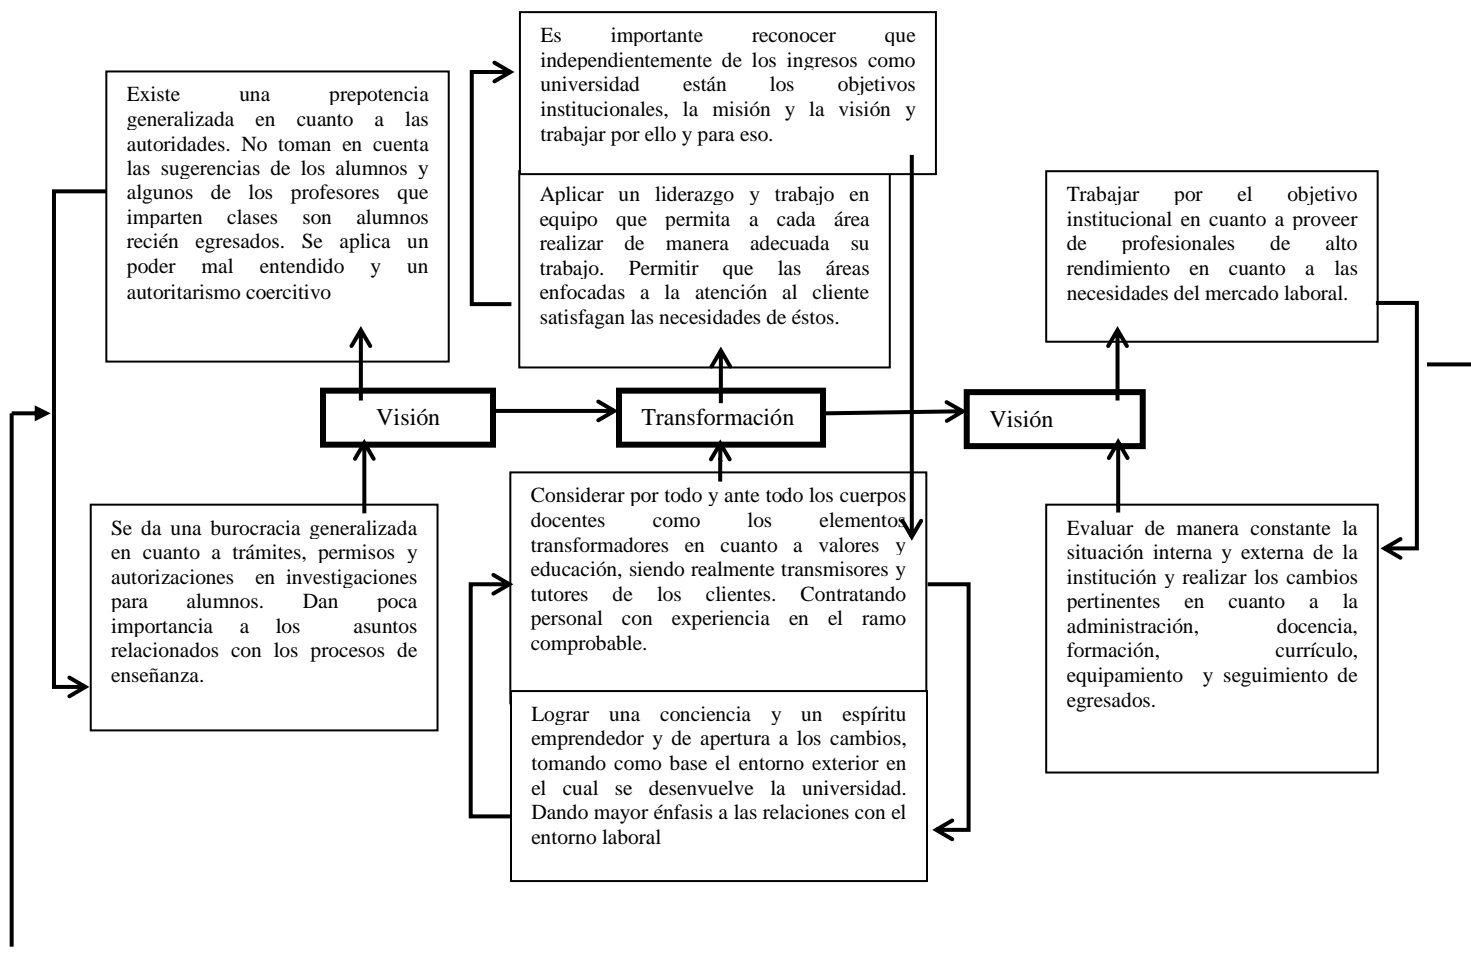 Existe una prepotencia
generalizada en cuanto a las
autoridades. No toman en cuenta
las sugerencias de los alumnos y
algunos de los profesores que
imparten clases son alumnos
recién egresados. Se aplica un
poder mal entendido y un
autoritarismo coercitivo
Es importante reconocer que
independientemente de los ingresos como
universidad están los objetivos
institucionales, la misión y la visión y
trabajar por ello y para eso.
Aplicar un liderazgo y trabajo en
equipo que permita a cada área
realizar de manera adecuada su
trabajo. Permitir que las áreas
enfocadas a la atención al cliente
satisfagan las necesidades de éstos.
Trabajar por el objetivo
institucional en cuanto a proveer
de profesionales de alto
rendimiento en cuanto a las
necesidades del mercado laboral.
Visión
Transformación
Visión
Se da una burocracia generalizada
en cuanto a trámites, permisos y
autorizaciones en investigaciones
para alumnos. Dan poca
importancia a los asuntos
relacionados con los procesos de
enseñanza.
Considerar por todo y ante todo los cuerpos
docentes como los elementos
transformadores en cuanto a valores y
educación, siendo realmente transmisores y
tutores de los clientes. Contratando
personal con experiencia en el ramo
comprobable.
Lograr una conciencia y un espíritu
emprendedor y de apertura a los cambios,
tomando como base el entorno exterior en
el cual se desenvuelve la universidad.
Dando mayor énfasis a las relaciones con el
entorno laboral
Evaluar de manera constante la
situación interna y externa de la
institución y realizar los cambios
pertinentes en cuanto a la
administración, docencia,
formación, currículo,
equipamiento y seguimiento de
egresados.